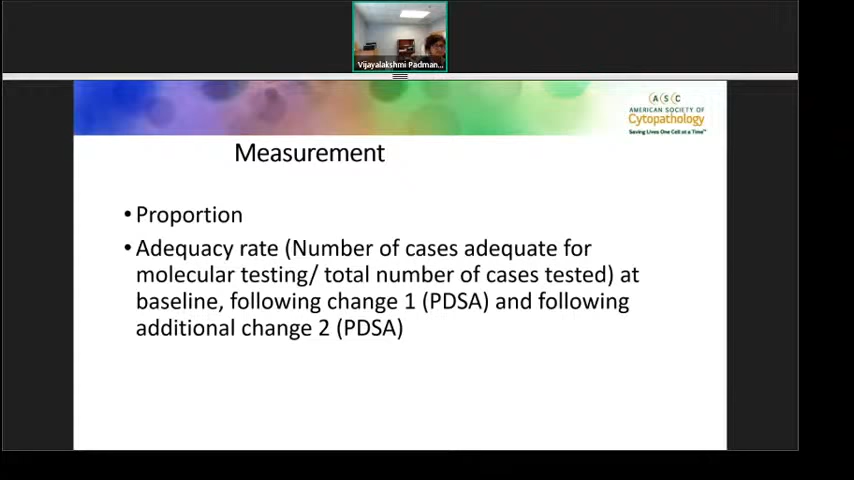 Vijayalakshmi Padman...
ASC
AMERICAN SOCIETY OF
Cytopathology
Saving Lives One Cell at a Time™
Measurement
• Proportion
• Adequacy rate (Number of cases adequate for
molecular testing/ total number of cases tested) at
baseline, following change 1 (PDSA) and following
additional change 2 (PDSA)